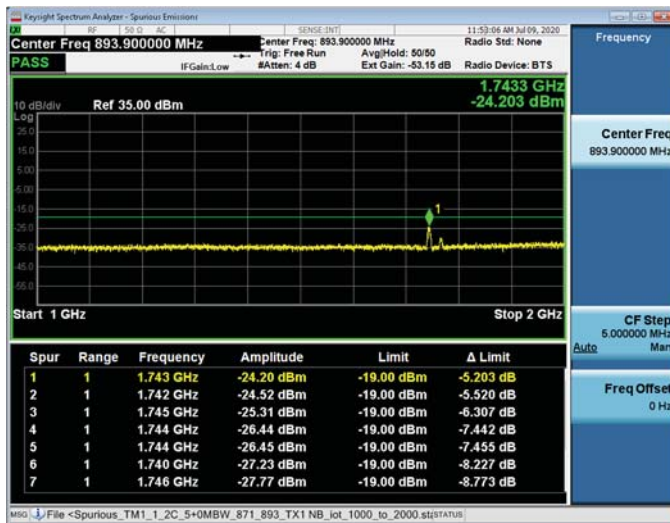 Keysight Spectrum Analyzer - Spurious Emissions
RF 50 Ω AC SENSE:INT 11:53:06 AM Jul 09, 2020
Center Freq 893.900000 MHz Center Freq: 893.900000 MHz Radio Std: None
Trig: Free Run Avg|Hold: 50/50
PASS IFGain:Low #Atten: 4 dB Ext Gain: -53.15 dB Radio Device: BTS
1.7433 GHz
10 dB/div Ref 35.00 dBm -24.203 dBm
Log
25.0
15.0
5.00
-5.00
-15.0
1
-25.0
-35.0
-45.0
-55.0
Start 1 GHz Stop 2 GHz
Spur Range Frequency Amplitude Limit Δ Limit
1 1 1.743 GHz -24.20 dBm -19.00 dBm -5.203 dB
2 1 1.742 GHz -24.52 dBm -19.00 dBm -5.520 dB
3 1 1.745 GHz -25.31 dBm -19.00 dBm -6.307 dB
4 1 1.744 GHz -26.44 dBm -19.00 dBm -7.442 dB
5 1 1.744 GHz -26.45 dBm -19.00 dBm -7.455 dB
6 1 1.740 GHz -27.23 dBm -19.00 dBm -8.227 dB
7 1 1.746 GHz -27.77 dBm -19.00 dBm -8.773 dB
MSG File <Spurious_TM1_1_2C_5+0MBW_871_893_TX1 NB_iot_1000_to_2000.sta STATUS
Frequency
Center Freq
893.900000 MHz
CF Step
5.000000 MHz
Auto Man
Freq Offset
0 Hz